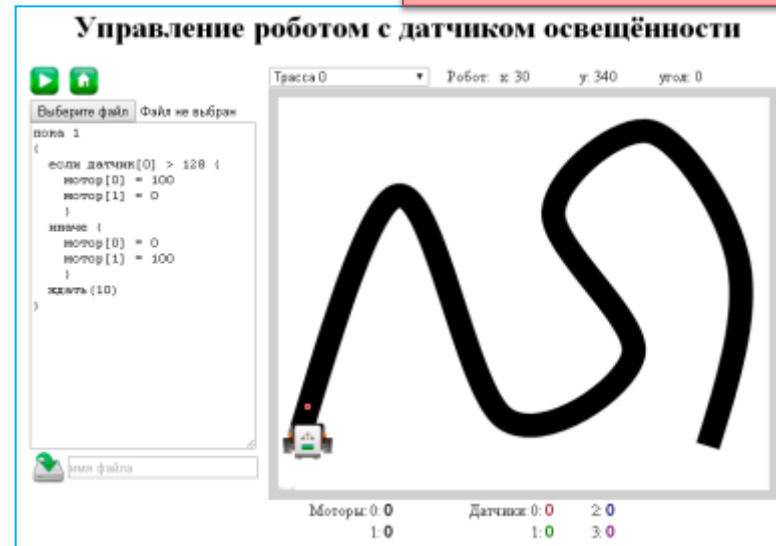 Управление роботом с датчиком освещённости
Трасса 0 Робот: x: 30 y: 340 угол: 0
Выберите файл Файл не выбран
пока 1
{
если датчик[0] > 128 {
мотор[0] = 100
мотор[1] = 0
}
иначе {
мотор[0] = 0
мотор[1] = 100
}
ждать(10)
}
имя файла
Моторы: 0: 0 Датчики: 0: 0 2: 0
1: 0 1: 0 3: 0